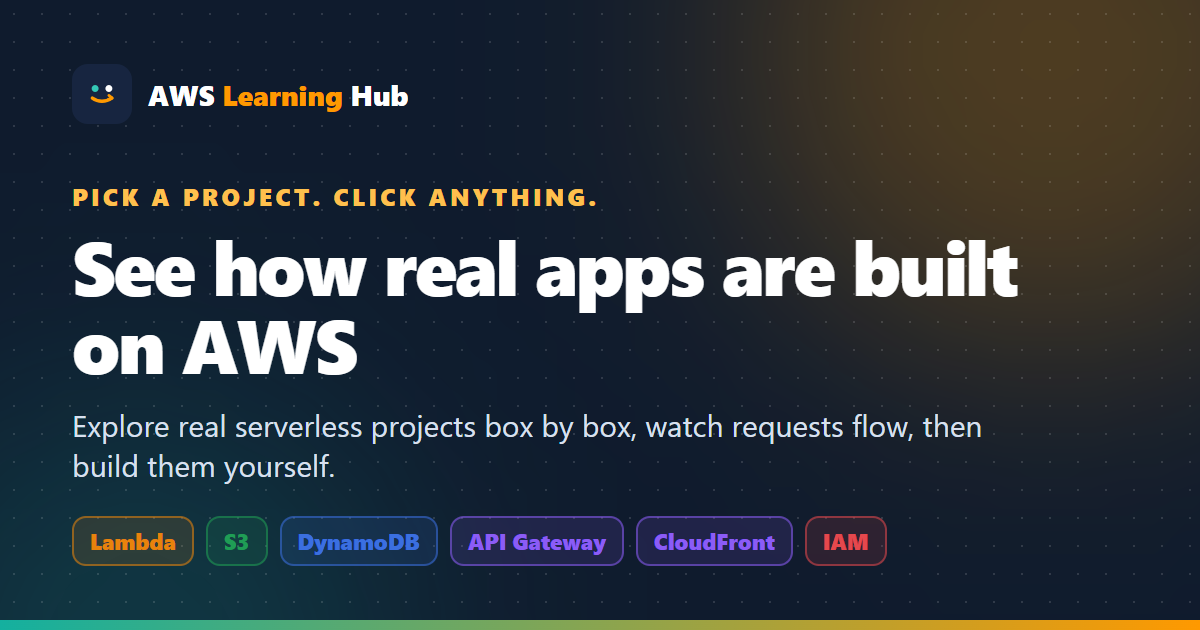 AWS Learning Hub
PICK A PROJECT. CLICK ANYTHING.
See how real apps are built
on AWS
Explore real serverless projects box by box, watch requests flow, then
build them yourself.
Lambda S3 DynamoDB API Gateway CloudFront IAM